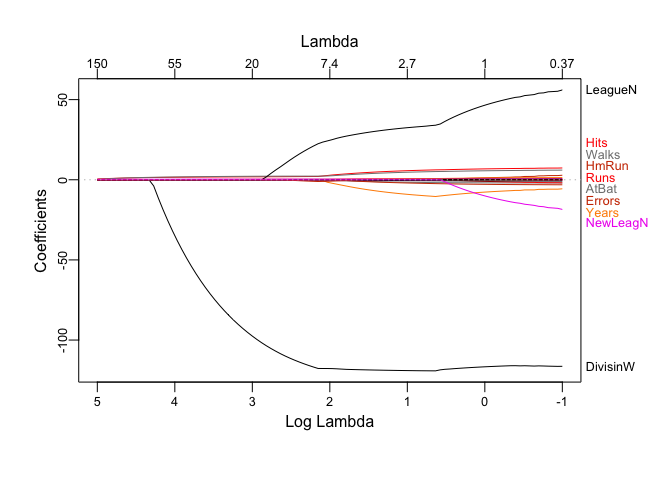 Lambda
150 55 20 7.4 2.7 1 0.37
50
0
-50
-100
Coefficients
LeagueN
Hits
Walks
HmRun
Runs
AtBat
Errors
Years
NewLeagN
DivisinW
5 4 3 2 1 0 -1
Log Lambda